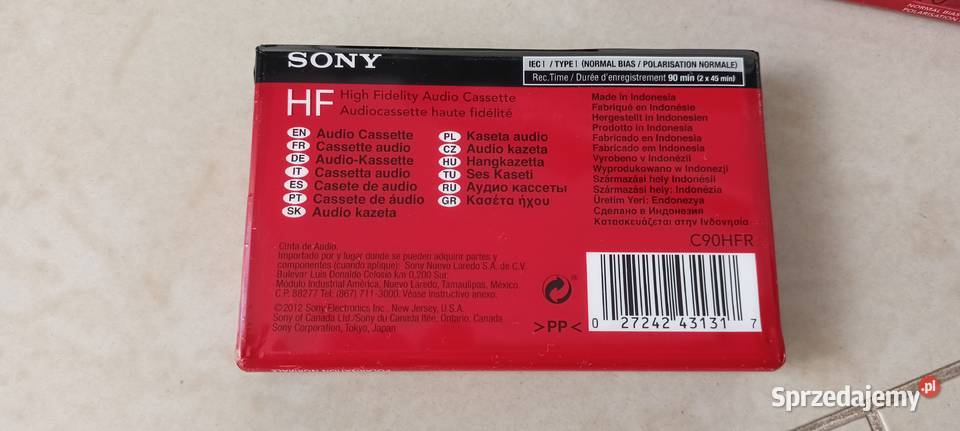 NORMAL BIAS
POLARISATION
SONY
IEC I / TYPE I (NORMAL BIAS / POLARISATION NORMALE)
Rec.Time / Durée d'enregistrement 90 min (2 x 45 min)
HF High Fidelity Audio Cassette
Audiocassette haute fidélité
EN Audio Cassette
FR Cassette audio
DE Audio-Kassette
IT Cassetta audio
ES Casete de audio
PT Cassete de áudio
SK Audio kazeta
PL Kaseta audio
CZ Audio kazeta
HU Hangkazetta
TU Ses Kaseti
RU Аудио кассеты
GR Κασέτα ήχου
Made in Indonesia
Fabriqué en Indonésie
Hergestellt in Indonesien
Prodotto in Indonesia
Fabricado en Indonesia
Fabricado em Indonesia
Vyrobeno v Indonézii
Wyprodukowano w Indonezji
Származási hely Indonésii
Származási hely: Indonézia
Üretim Yeri: Endonezya
Сделано в Индонезия
Κατασκευάζεται στην Ινδονησία
C90HFR
Cinta de Audio.
Importado por y lugar donde se pueden adquirir partes y
componentes (cuando aplique): Sony Nuevo Laredo S.A. de C.V.
Bulevar Luis Donaldo Colosio km 0,200 Sur.
Módulo Industrial América, Nuevo Laredo, Tamaulipas, México.
C.P. 88277 Tel: (867) 711-3000. Véase instructivo anexo.
©2012 Sony Electronics Inc., New Jersey, U.S.A.
Sony of Canada Ltd./Sony du Canada ltée, Ontario, Canada
Sony Corporation, Tokyo, Japan
>PP<
0 27242 43131 7
Sprzedajemy.pl